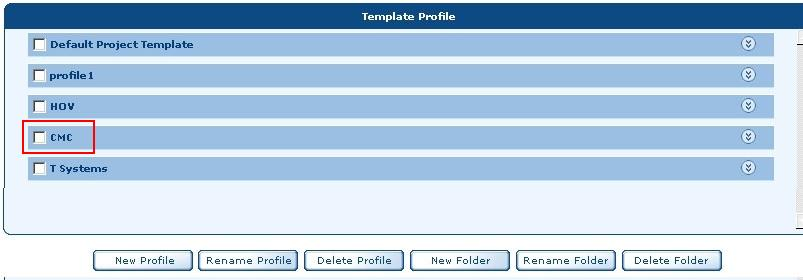 Template Profile
Default Project Template
profile1
HOV
CMC
T Systems
New Profile Rename Profile Delete Profile New Folder Rename Folder Delete Folder